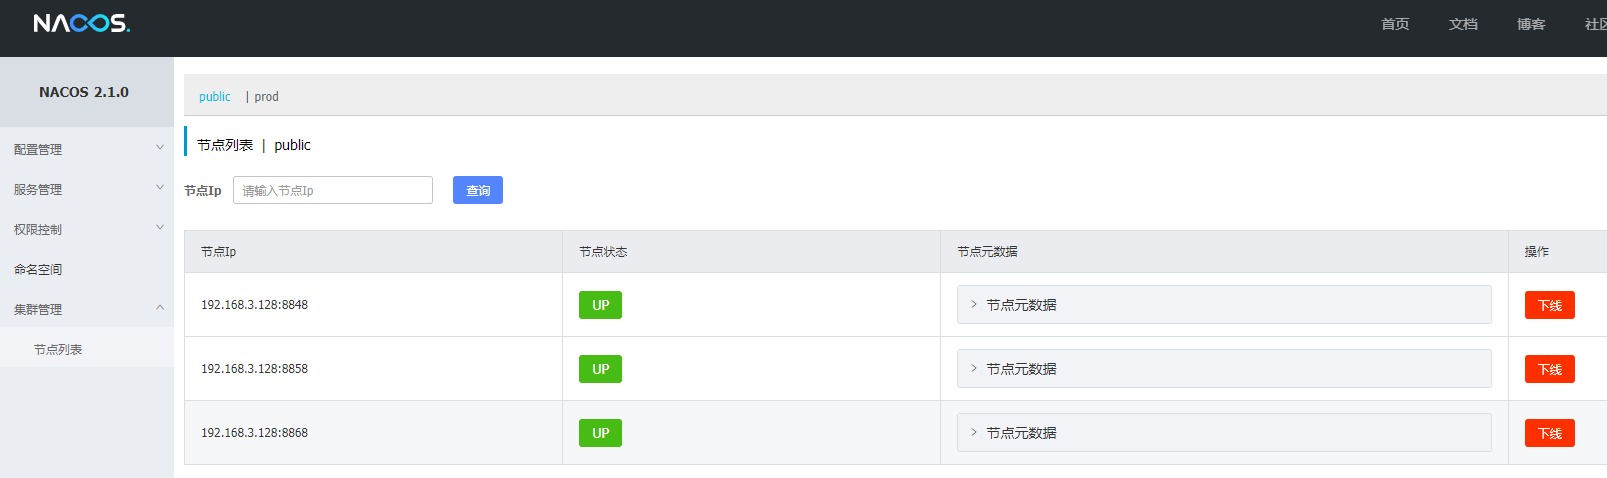 NACOS.
首页 文档 博客 社区
NACOS 2.1.0
public | prod
配置管理
节点列表 | public
服务管理
节点Ip 请输入节点Ip 查询
权限控制
命名空间
集群管理
节点列表
节点Ip 节点状态 节点元数据 操作
192.168.3.128:8848 UP 节点元数据 下线
192.168.3.128:8858 UP 节点元数据 下线
192.168.3.128:8868 UP 节点元数据 下线